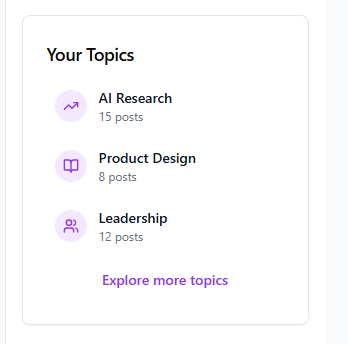 Your Topics
AI Research
15 posts
Product Design
8 posts
Leadership
12 posts
Explore more topics